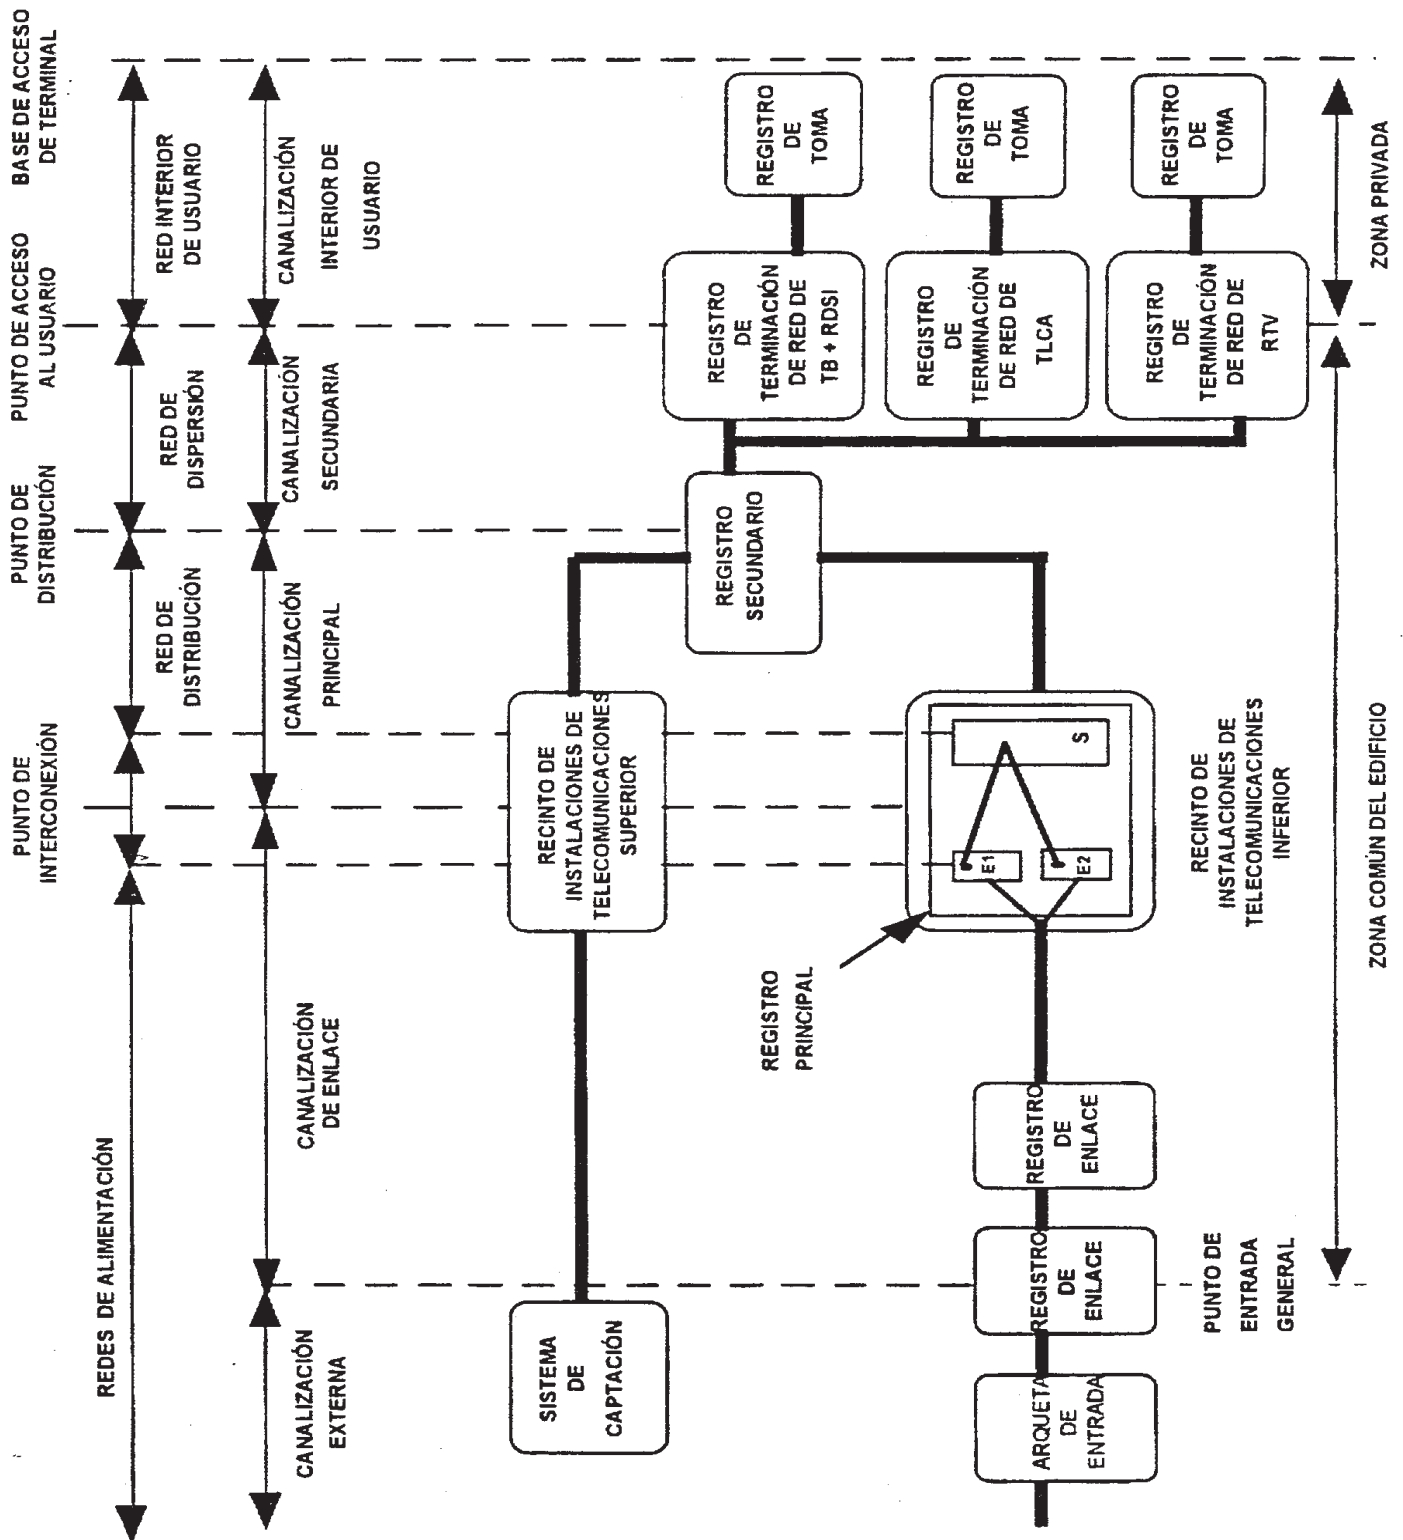 PUNTO DE
INTERCONEXIÓN
PUNTO DE
DISTRIBUCIÓN
PUNTO DE ACCESO
AL USUARIO
BASE DE ACCESO
DE TERMINAL
REDES DE ALIMENTACIÓN
RED DE
DISTRIBUCIÓN
RED DE
DISPERSIÓN
RED INTERIOR
DE USUARIO
CANALIZACIÓN
EXTERNA
CANALIZACIÓN
DE ENLACE
CANALIZACIÓN
PRINCIPAL
CANALIZACIÓN
SECUNDARIA
CANALIZACIÓN
INTERIOR DE
USUARIO
SISTEMA
DE
CAPTACIÓN
RECINTO DE
INSTALACIONES DE
TELECOMUNICACIONES
SUPERIOR
REGISTRO
SECUNDARIO
REGISTRO
DE
TERMINACIÓN
DE RED DE
TB + RDSI
REGISTRO
DE
TOMA
REGISTRO
DE
TERMINACIÓN
DE RED DE
TLCA
REGISTRO
DE
TOMA
REGISTRO
DE
TERMINACIÓN
DE RED DE
RTV
REGISTRO
DE
TOMA
REGISTRO
PRINCIPAL
E1
E2
S
ARQUETA
DE
ENTRADA
REGISTRO
DE
ENLACE
REGISTRO
DE
ENLACE
PUNTO DE
ENTRADA
GENERAL
RECINTO DE
INSTALACIONES DE
TELECOMUNICACIONES
INFERIOR
ZONA COMÚN DEL EDIFICIO
ZONA PRIVADA